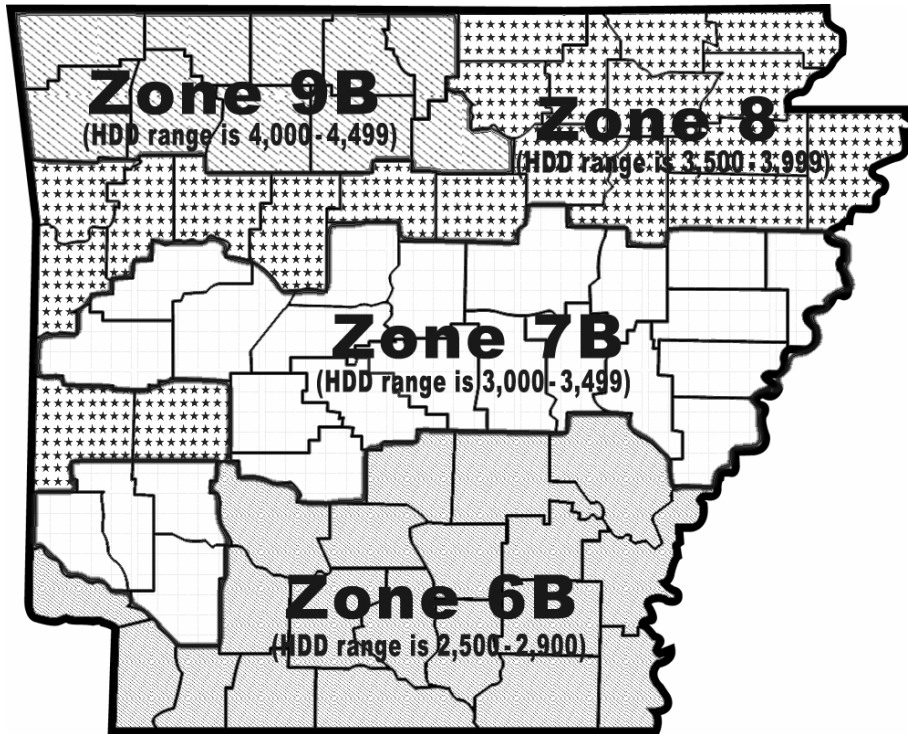 Zone 9B
(HDD range is 4,000-4,499)
Zone 8
(HDD range is 3,500-3,999)
Zone 7B
(HDD range is 3,000-3,499)
Zone 6B
(HDD range is 2,500-2,900)